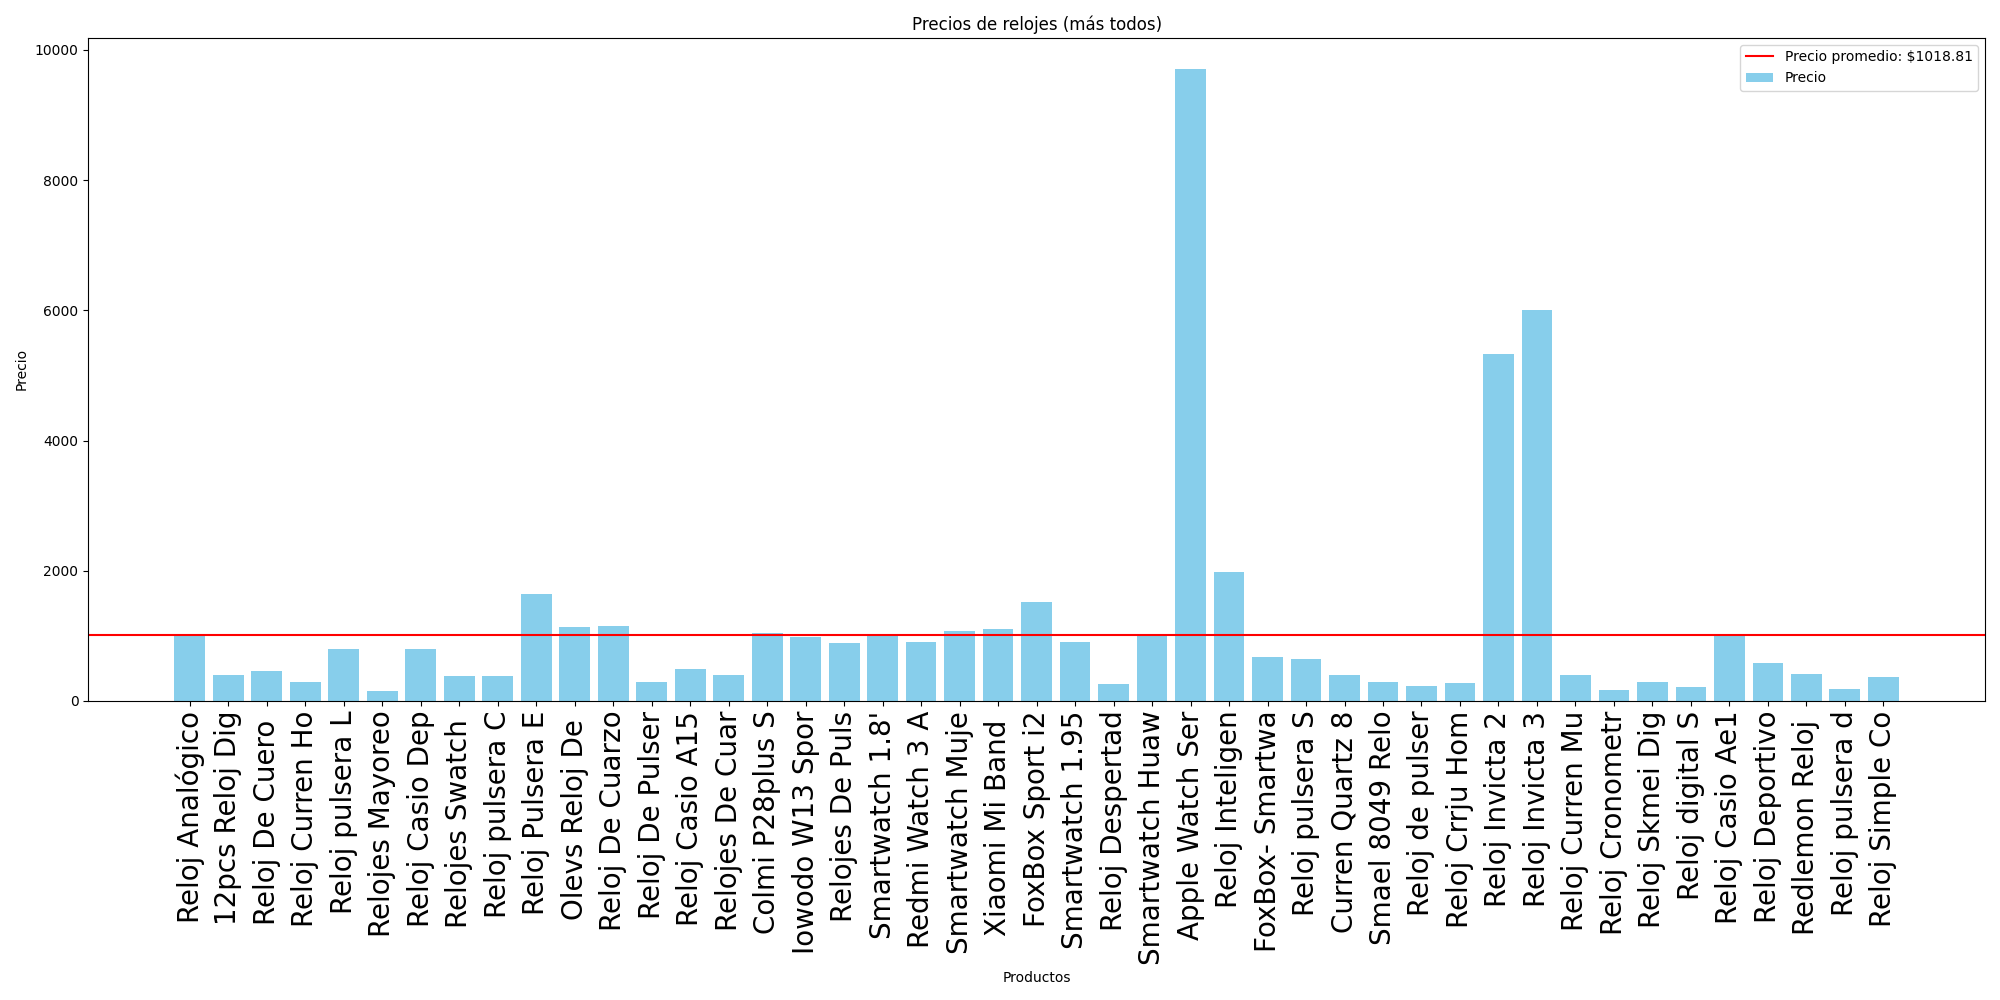 Precios de relojes (más todos)
Precio promedio: $1018.81
Precio
Precio
10000
8000
6000
4000
2000
0
Reloj Analógico
12pcs Reloj Dig
Reloj De Cuero
Reloj Curren Ho
Reloj pulsera L
Relojes Mayoreo
Reloj Casio Dep
Relojes Swatch
Reloj pulsera C
Reloj Pulsera E
Olevs Reloj De
Reloj De Cuarzo
Reloj De Pulser
Reloj Casio A15
Relojes De Cuar
Colmi P28plus S
Iowodo W13 Spor
Relojes De Puls
Smartwatch 1.8'
Redmi Watch 3 A
Smartwatch Muje
Xiaomi Mi Band
FoxBox Sport i2
Smartwatch 1.95
Reloj Despertad
Smartwatch Huaw
Apple Watch Ser
Reloj Inteligen
FoxBox- Smartwa
Reloj pulsera S
Curren Quartz 8
Smael 8049 Relo
Reloj de pulser
Reloj Crrju Hom
Reloj Invicta 2
Reloj Invicta 3
Reloj Curren Mu
Reloj Cronometr
Reloj Skmei Dig
Reloj digital S
Reloj Casio Ae1
Reloj Deportivo
Redlemon Reloj
Reloj pulsera d
Reloj Simple Co
Productos